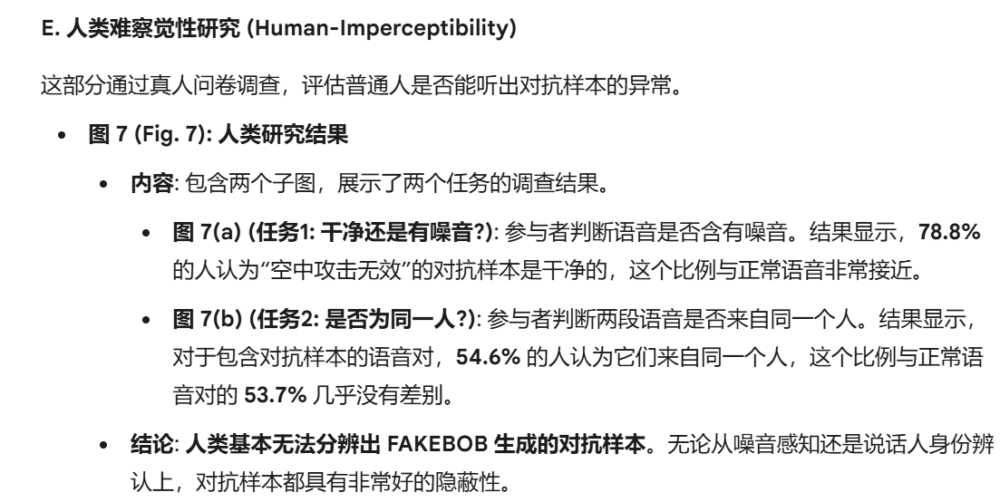 E. 人类难察觉性研究 (Human-Imperceptibility)
这部分通过真人问卷调查，评估普通人是否能听出对抗样本的异常。
• 图 7 (Fig. 7): 人类研究结果
• 内容: 包含两个子图，展示了两个任务的调查结果。
• 图 7(a) (任务1: 干净还是有噪音?): 参与者判断语音是否含有噪音。结果显示，78.8%
的人认为“空中攻击无效”的对抗样本是干净的，这个比例与正常语音非常接近。
• 图 7(b) (任务2: 是否为同一人?): 参与者判断两段语音是否来自同一个人。结果显示，
对于包含对抗样本的语音对，54.6% 的人认为它们来自同一个人，这个比例与正常语
音对的 53.7% 几乎没有差别。
• 结论: 人类基本无法分辨出 FAKEBOB 生成的对抗样本。无论从噪音感知还是说话人身份辨
认上，对抗样本都具有非常好的隐蔽性。